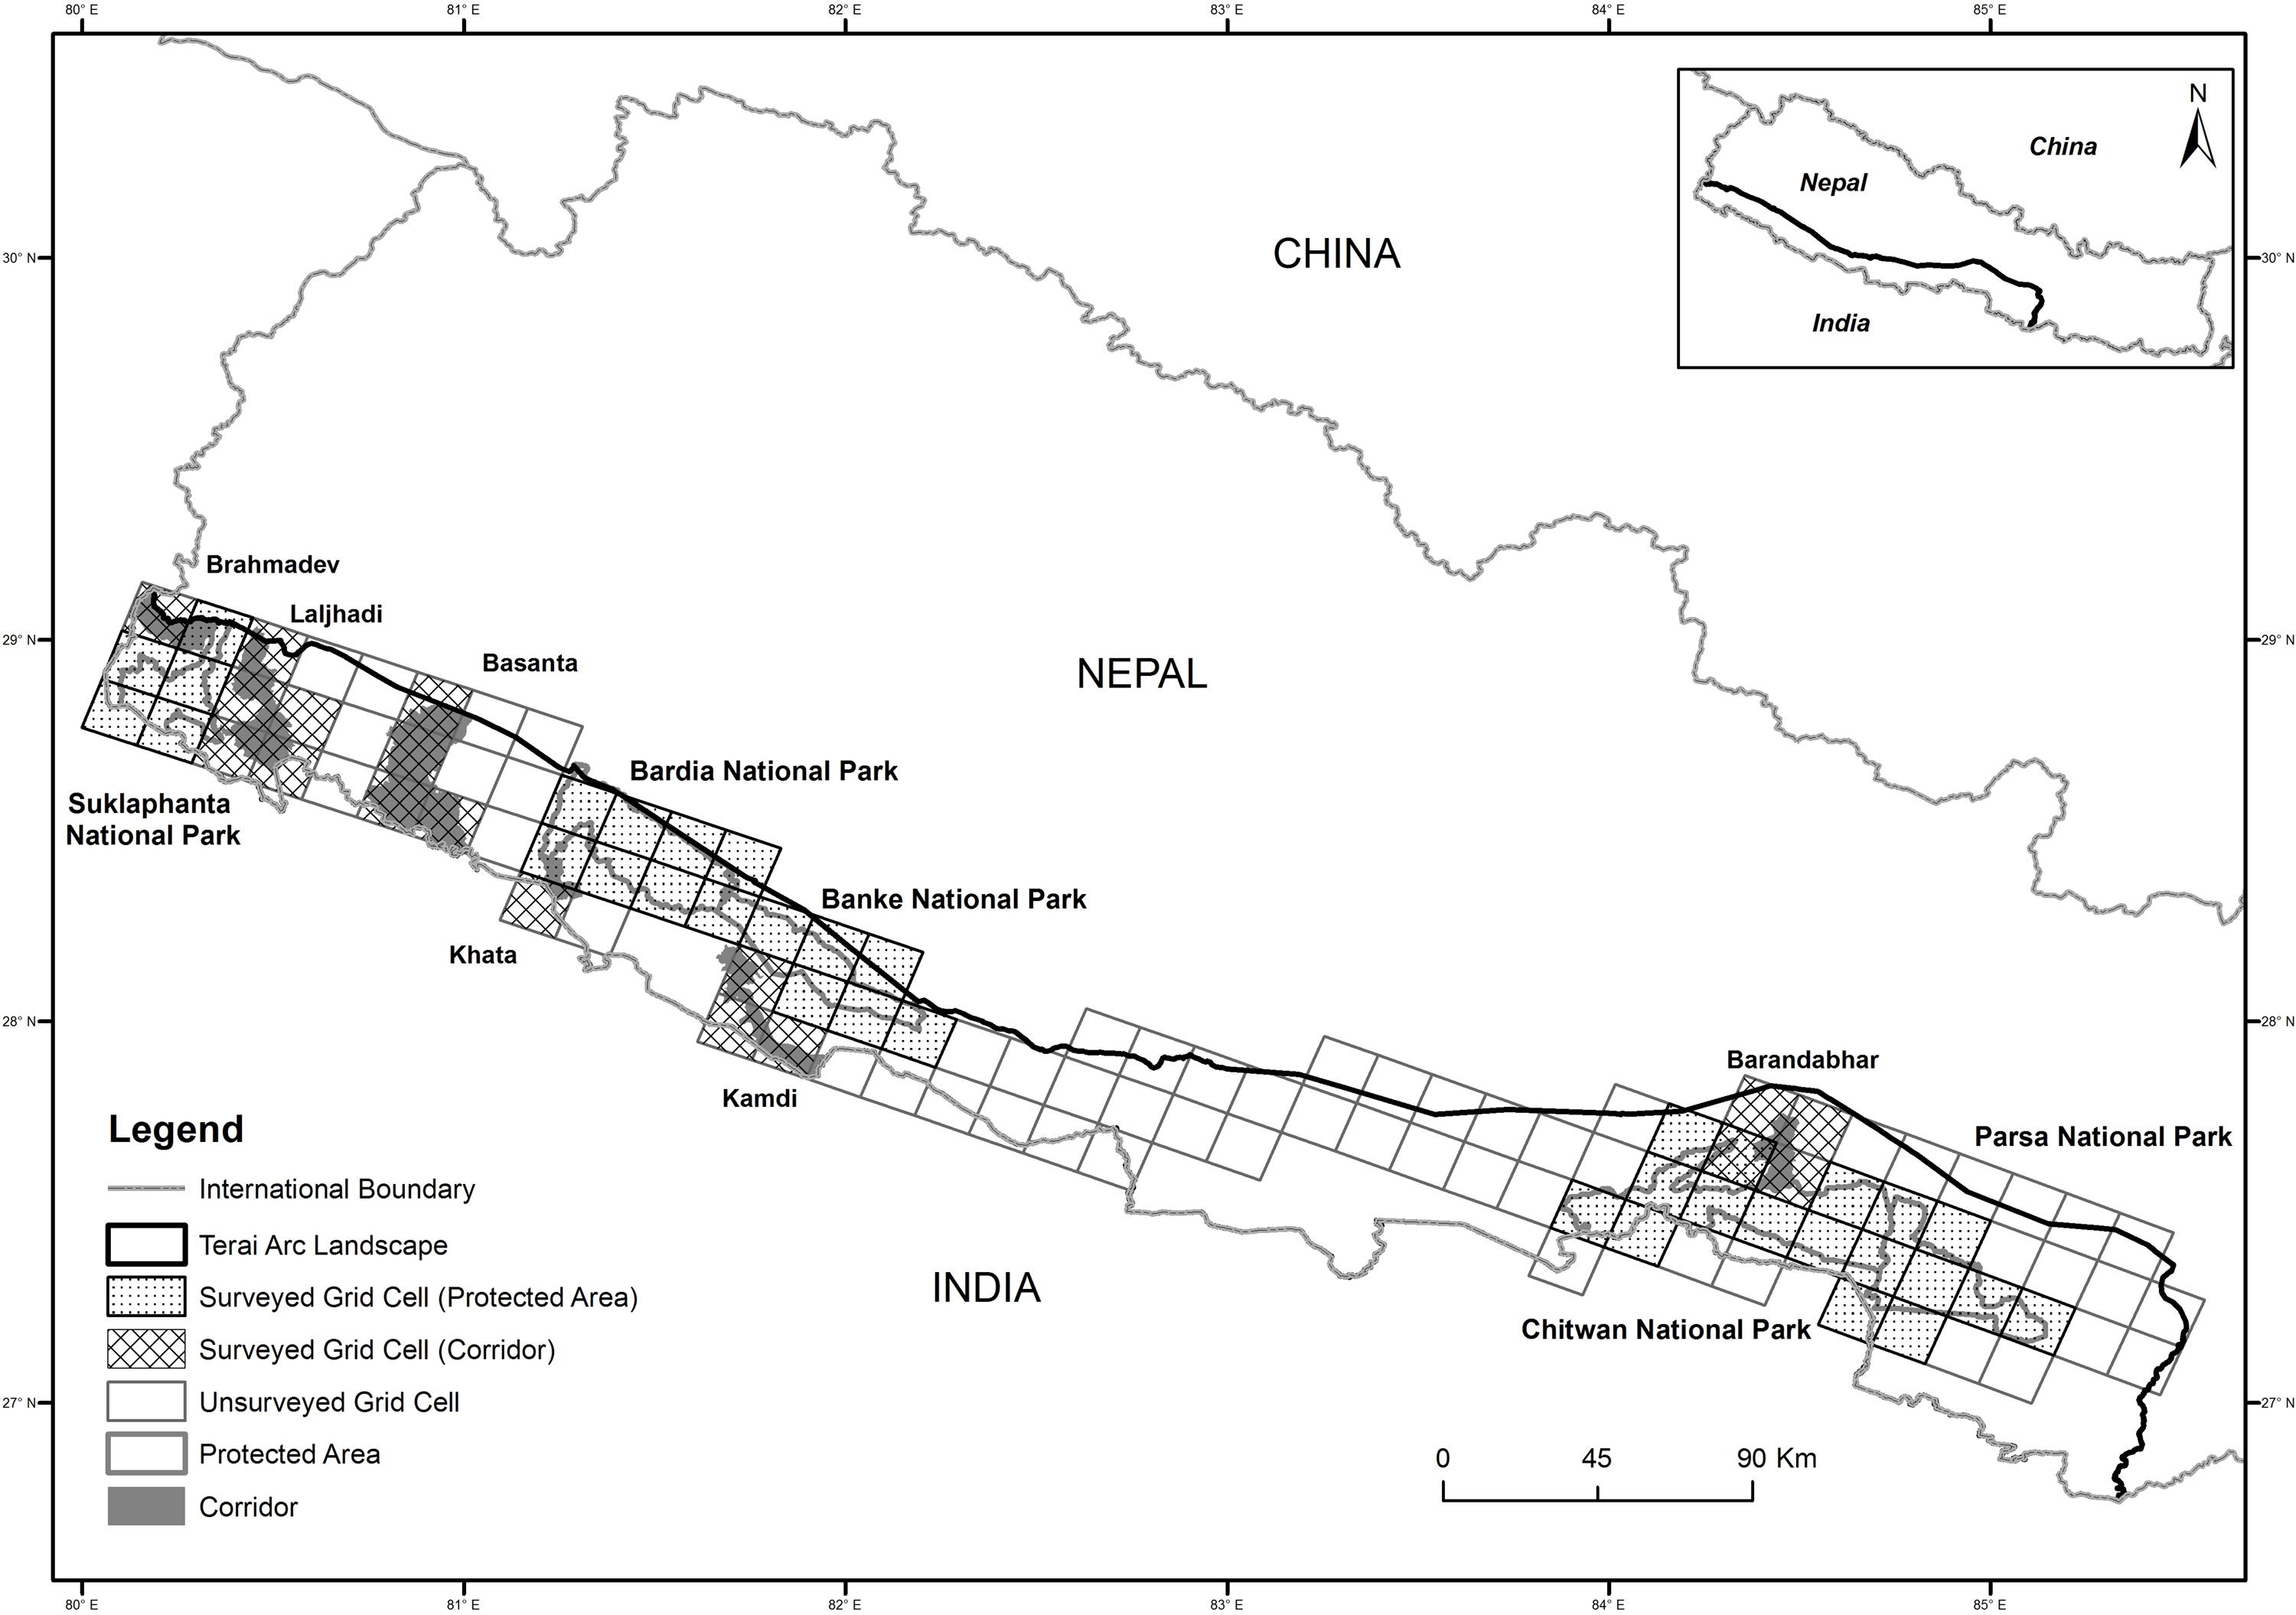 80° E
81° E
82° E
83° E
84° E
85° E
N
China
Nepal
India
30° N
30° N
CHINA
Brahmadev
Laljhadi
29° N
29° N
Basanta
NEPAL
Bardia National Park
Suklaphanta
National Park
Banke National Park
Khata
28° N
28° N
Barandabhar
Kamdi
Parsa National Park
INDIA
Chitwan National Park
Legend
International Boundary
Terai Arc Landscape
Surveyed Grid Cell (Protected Area)
Surveyed Grid Cell (Corridor)
Unsurveyed Grid Cell
Protected Area
Corridor
27° N
27° N
0 45 90 Km
80° E
81° E
82° E
83° E
84° E
85° E